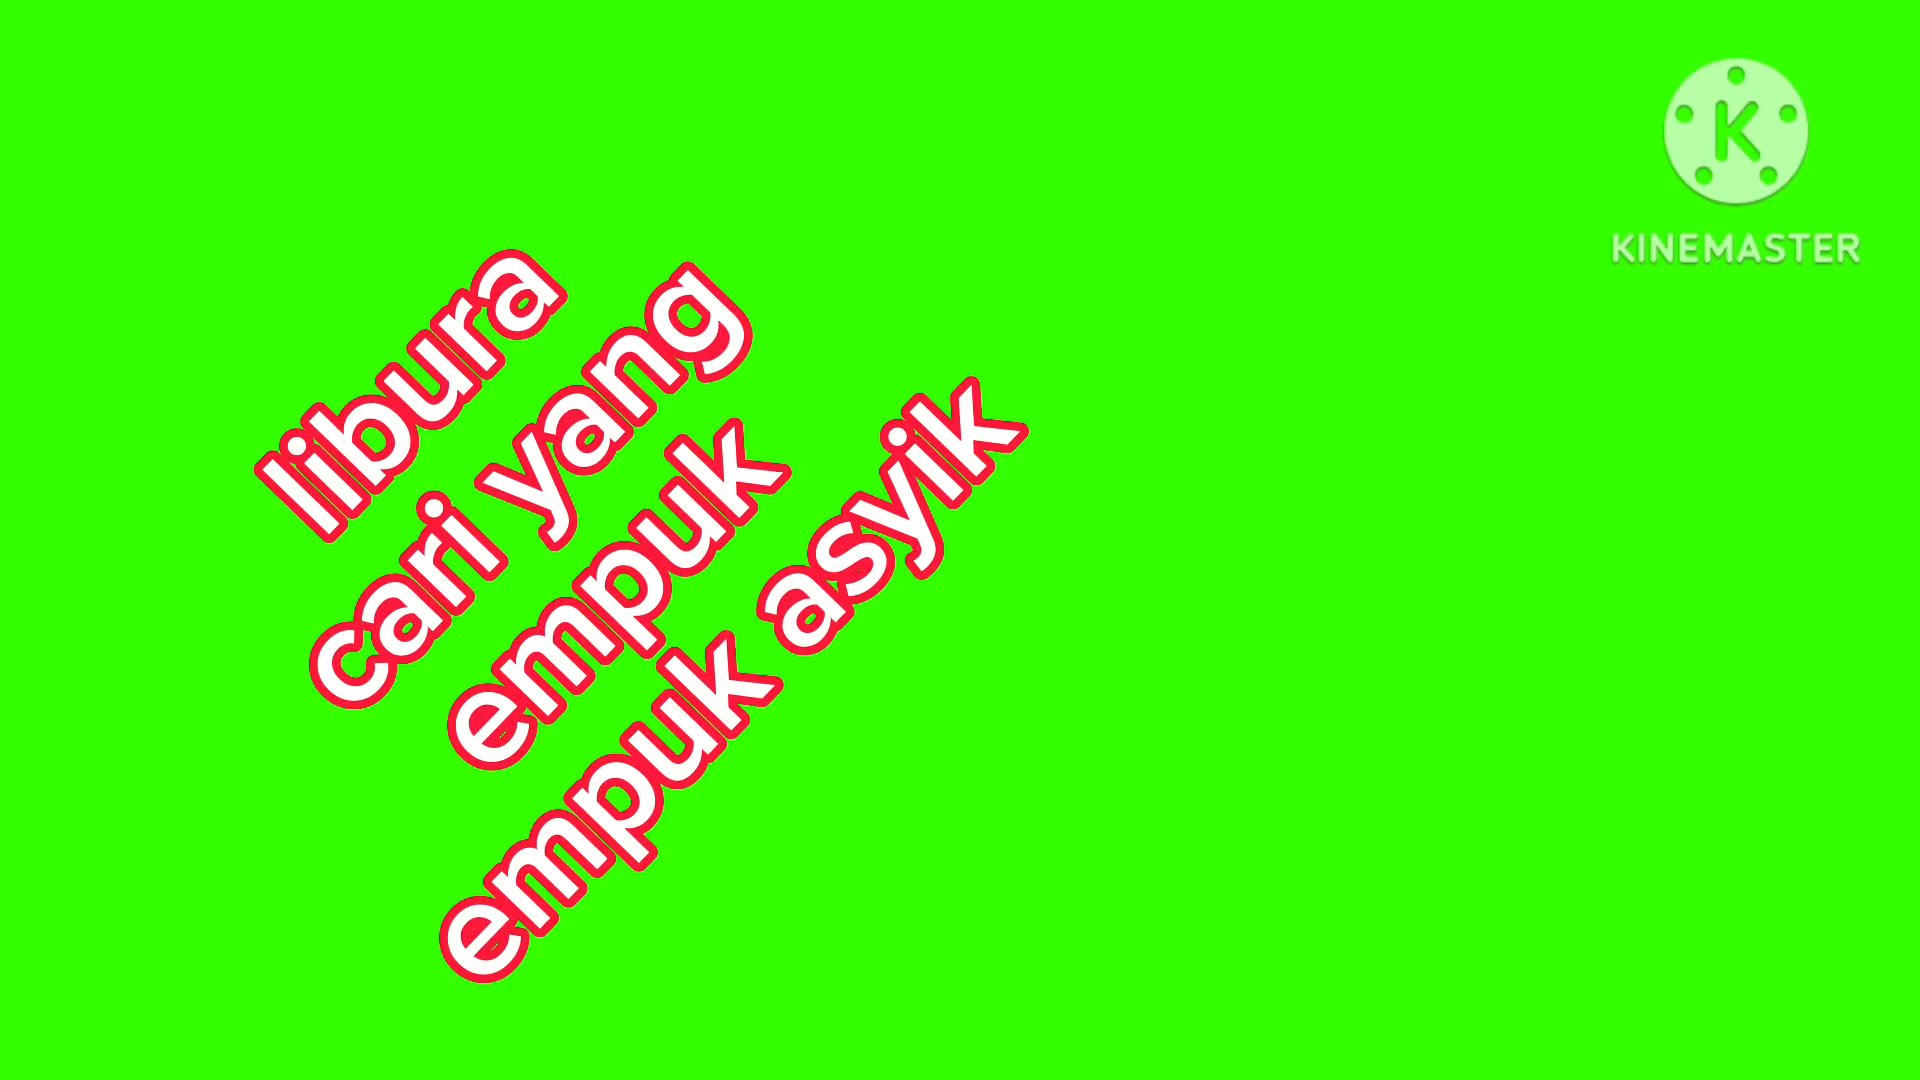 libura
cari yang
empuk
empuk asyik
K
KINEMASTER